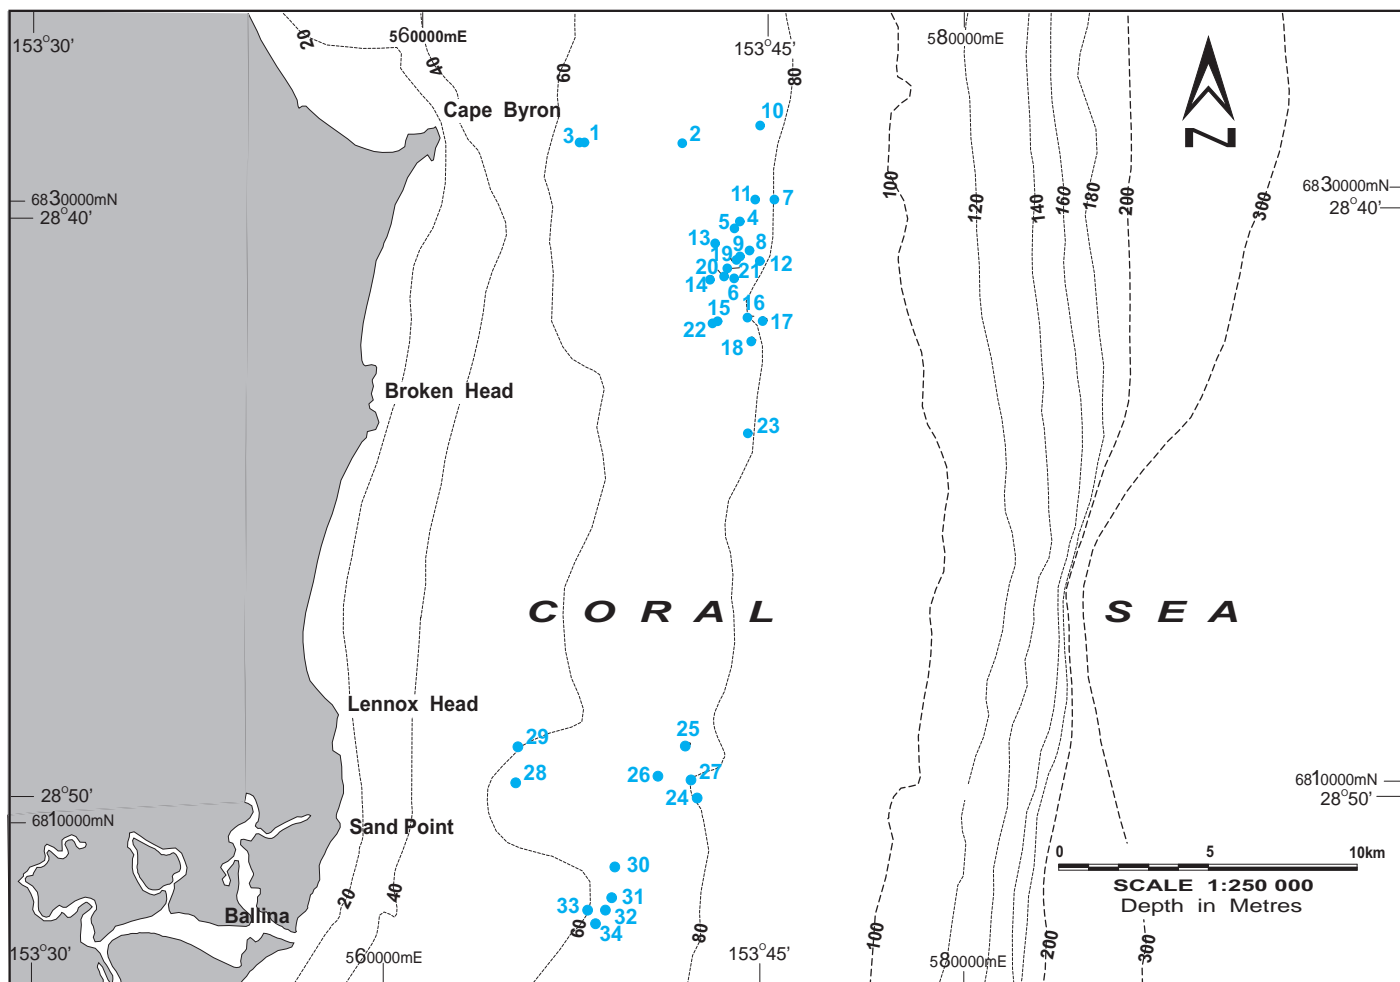 153°30'
20
560000mE
40
60
153°45'
80
580000mE
Cape Byron
3 1
2
10
N
6830000mN
28°40'
11 7
100
120
140
160
180
200
300
6830000mN
28°40'
5 4
13
9 8
19
12
20 21
14 6
16
15
22
17
18
Broken Head
23
CORAL SEA
Lennox Head
29
25
28
26 27
24
28°50'
6810000mN
6810000mN
28°50'
Sand Point
0 5 10km
SCALE 1:250 000
Depth in Metres
30
31
33 32
34
Ballina
20
40
60
80
100
200
300
153°30'
560000mE
153°45'
580000mE